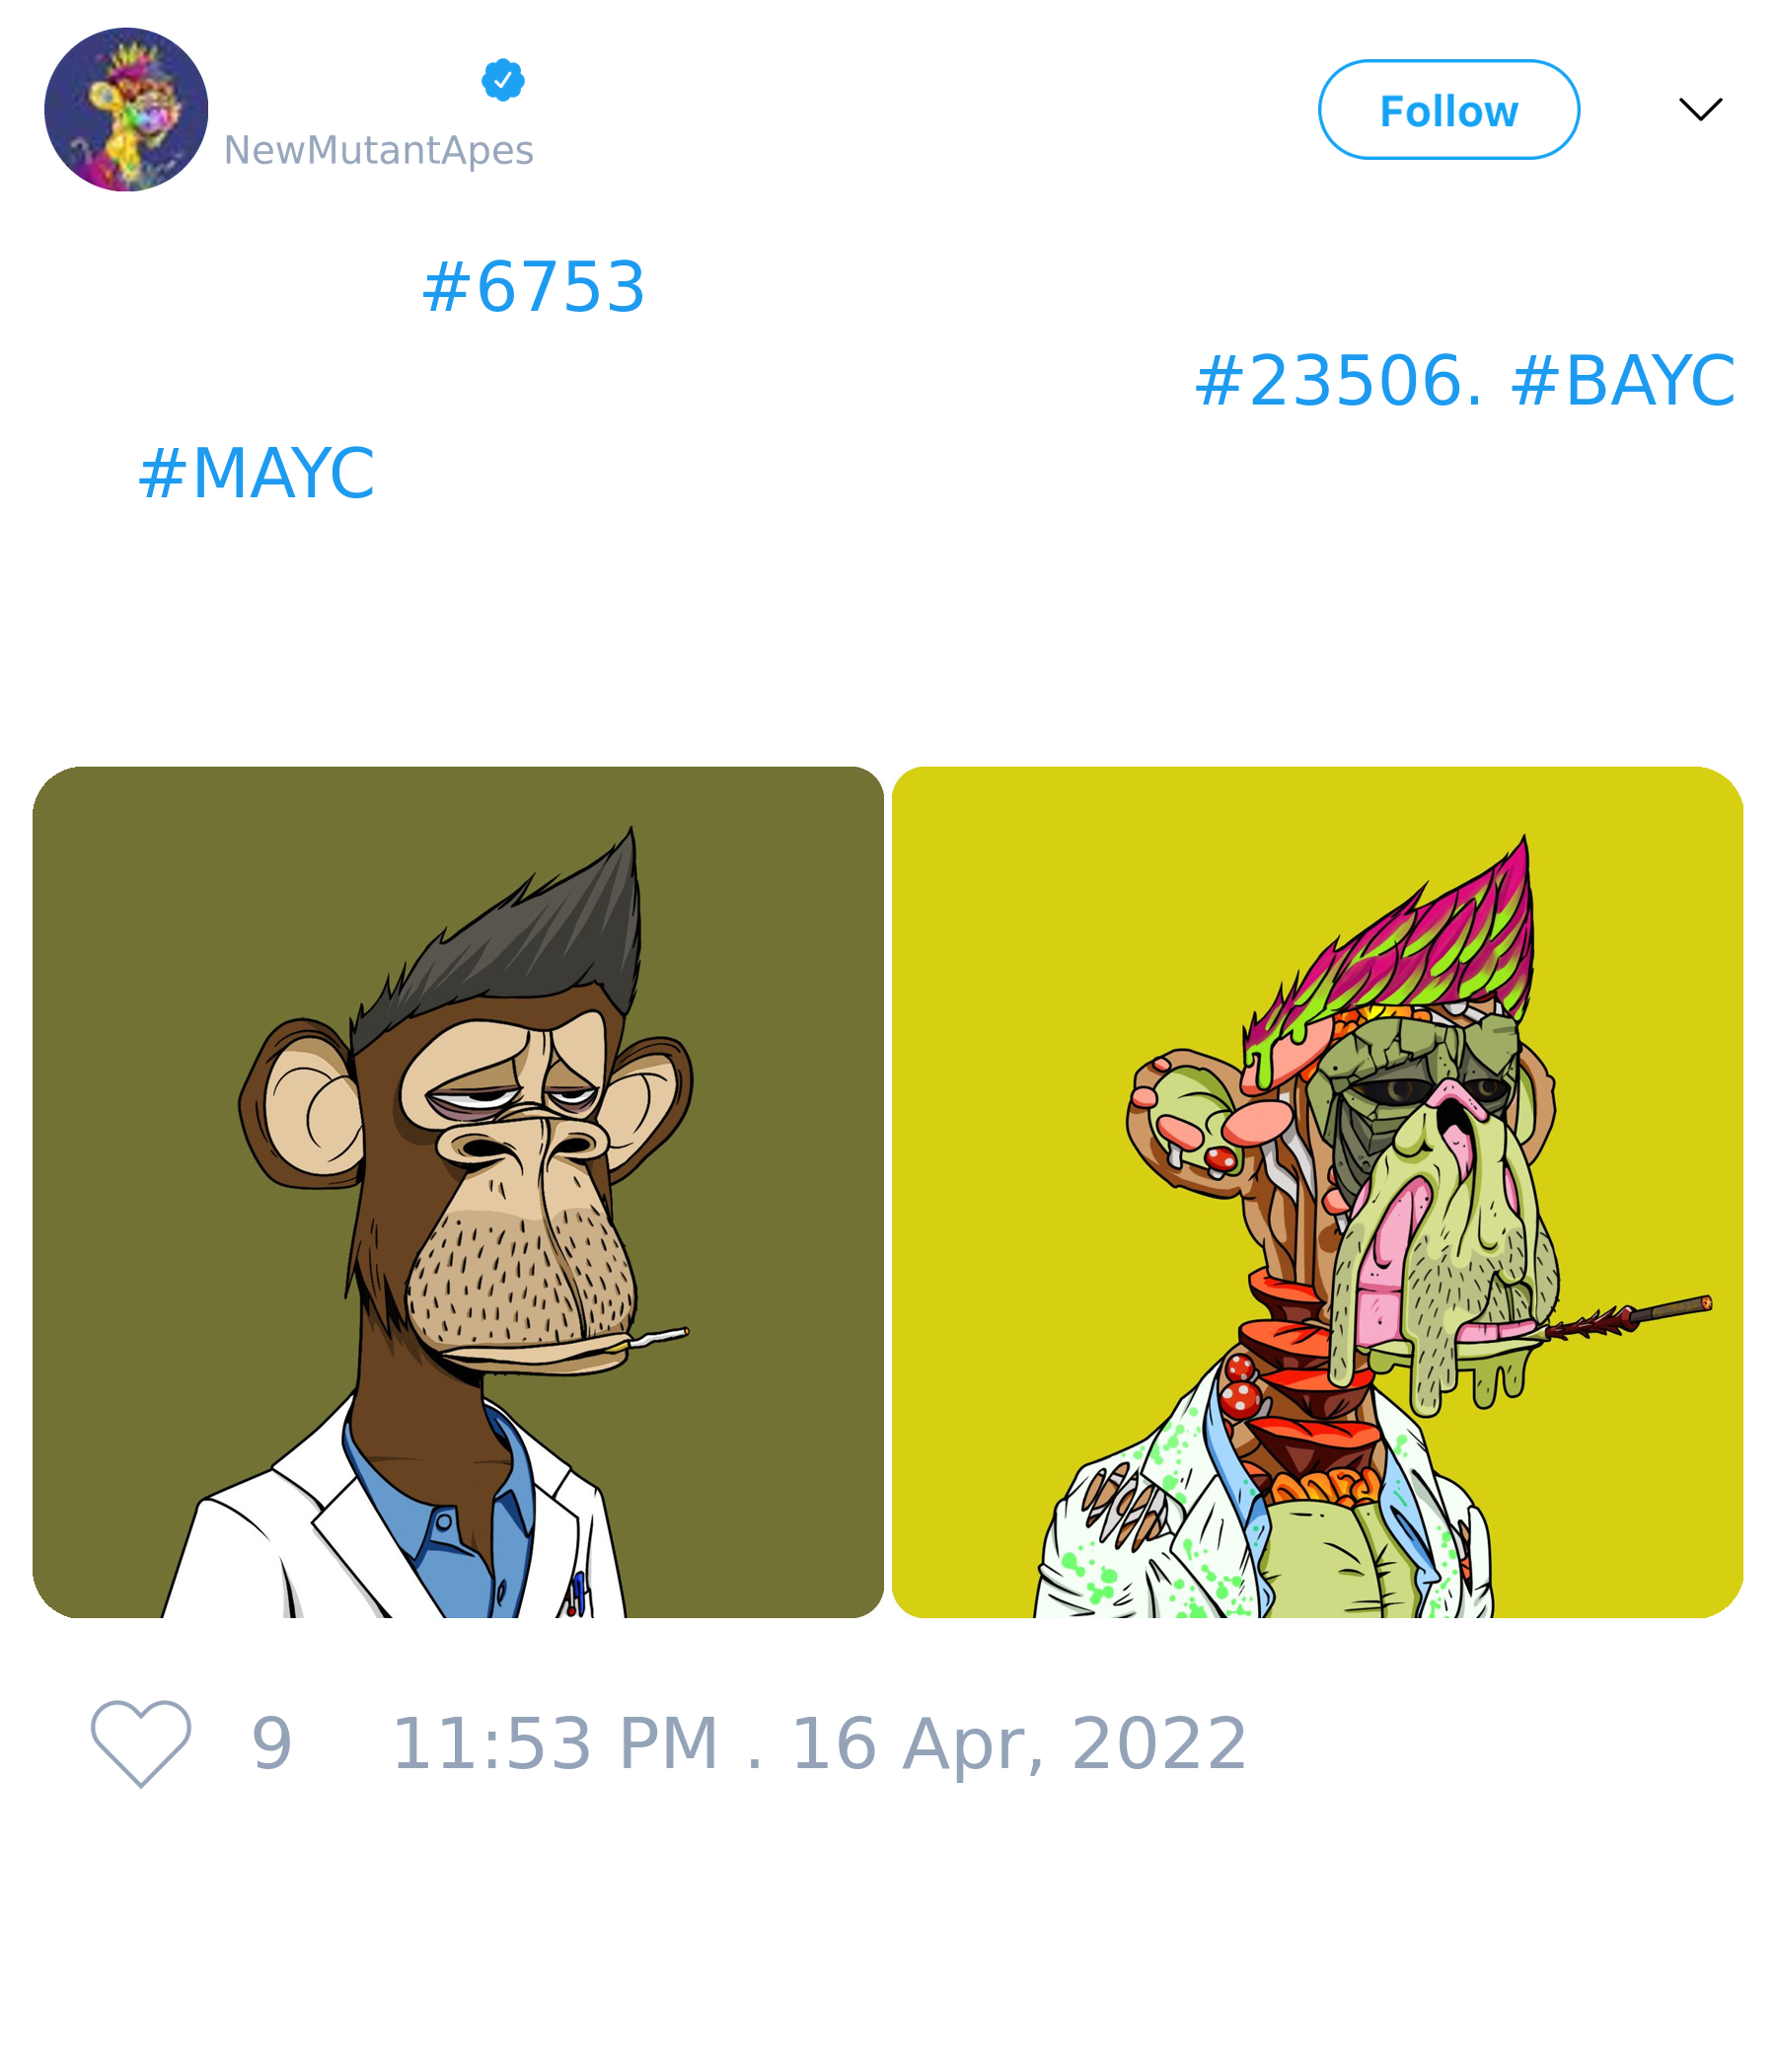 NewMutantApes
Follow
#6753
#23506. #BAYC
#MAYC
9 11:53 PM . 16 Apr, 2022